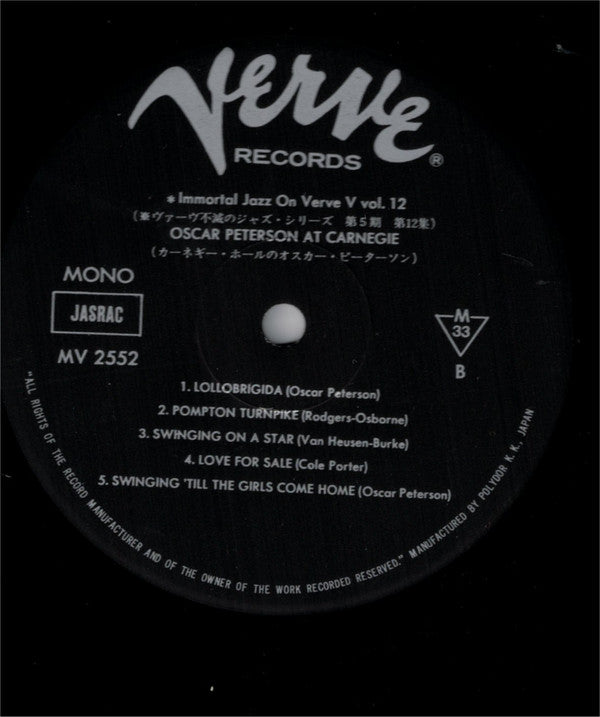 Verve
RECORDS®
* Immortal Jazz On Verve V vol. 12
(※ヴァーヴ不滅のジャズ・シリーズ 第5期 第12集)
OSCAR PETERSON AT CARNEGIE
(カーネギー・ホールのオスカー・ピーターソン)
MONO
JASRAC
MV 2552
M
33
B
1. LOLLOBRIGIDA (Oscar Peterson)
2. POMPTON TURNPIKE (Rodgers-Osborne)
3. SWINGING ON A STAR (Van Heusen-Burke)
4. LOVE FOR SALE (Cole Porter)
5. SWINGING 'TILL THE GIRLS COME HOME (Oscar Peterson)
"ALL RIGHTS OF THE RECORD MANUFACTURER AND OF THE OWNER OF THE WORK RECORDED RESERVED." MANUFACTURED BY POLYDOR K. K., JAPAN